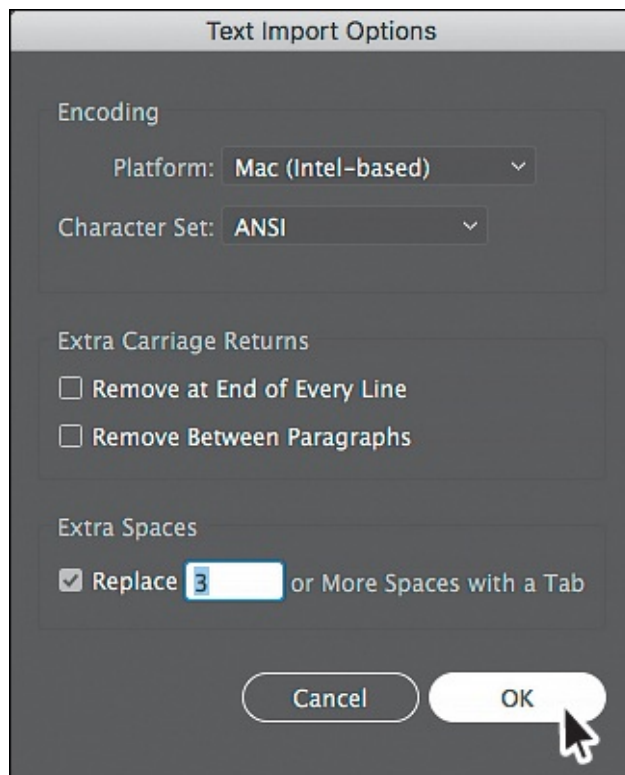 Text Import Options
Encoding
Platform: Mac (Intel-based)
Character Set: ANSI
Extra Carriage Returns
Remove at End of Every Line
Remove Between Paragraphs
Extra Spaces
Replace 3 or More Spaces with a Tab
Cancel OK